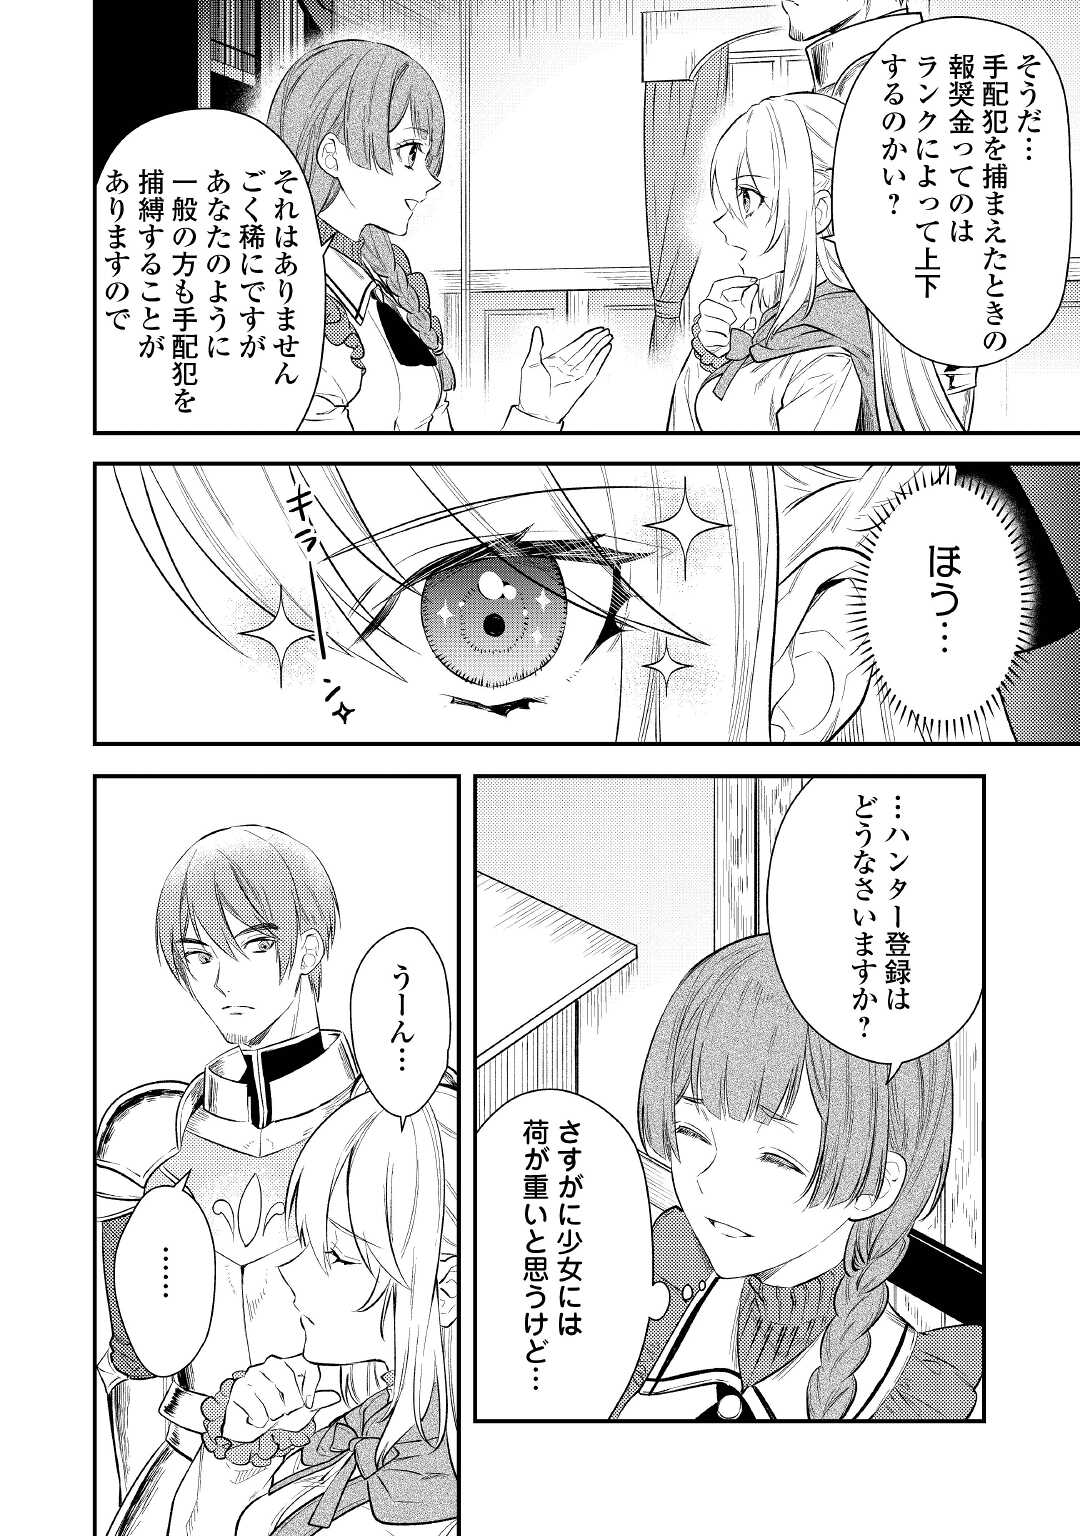 そうだ…
手配犯を捕まえたときの
報奨金ってのは
ランクによって上下
するのかい？
それはありません
ごく稀にですが
あなたのように
一般の方も手配犯を
捕縛することが
ありますので
ほう…
キラーン
…ハンター登録は
どうなさいますか？
さすがに少女には
荷が重いと思うけど…
うーん…
……